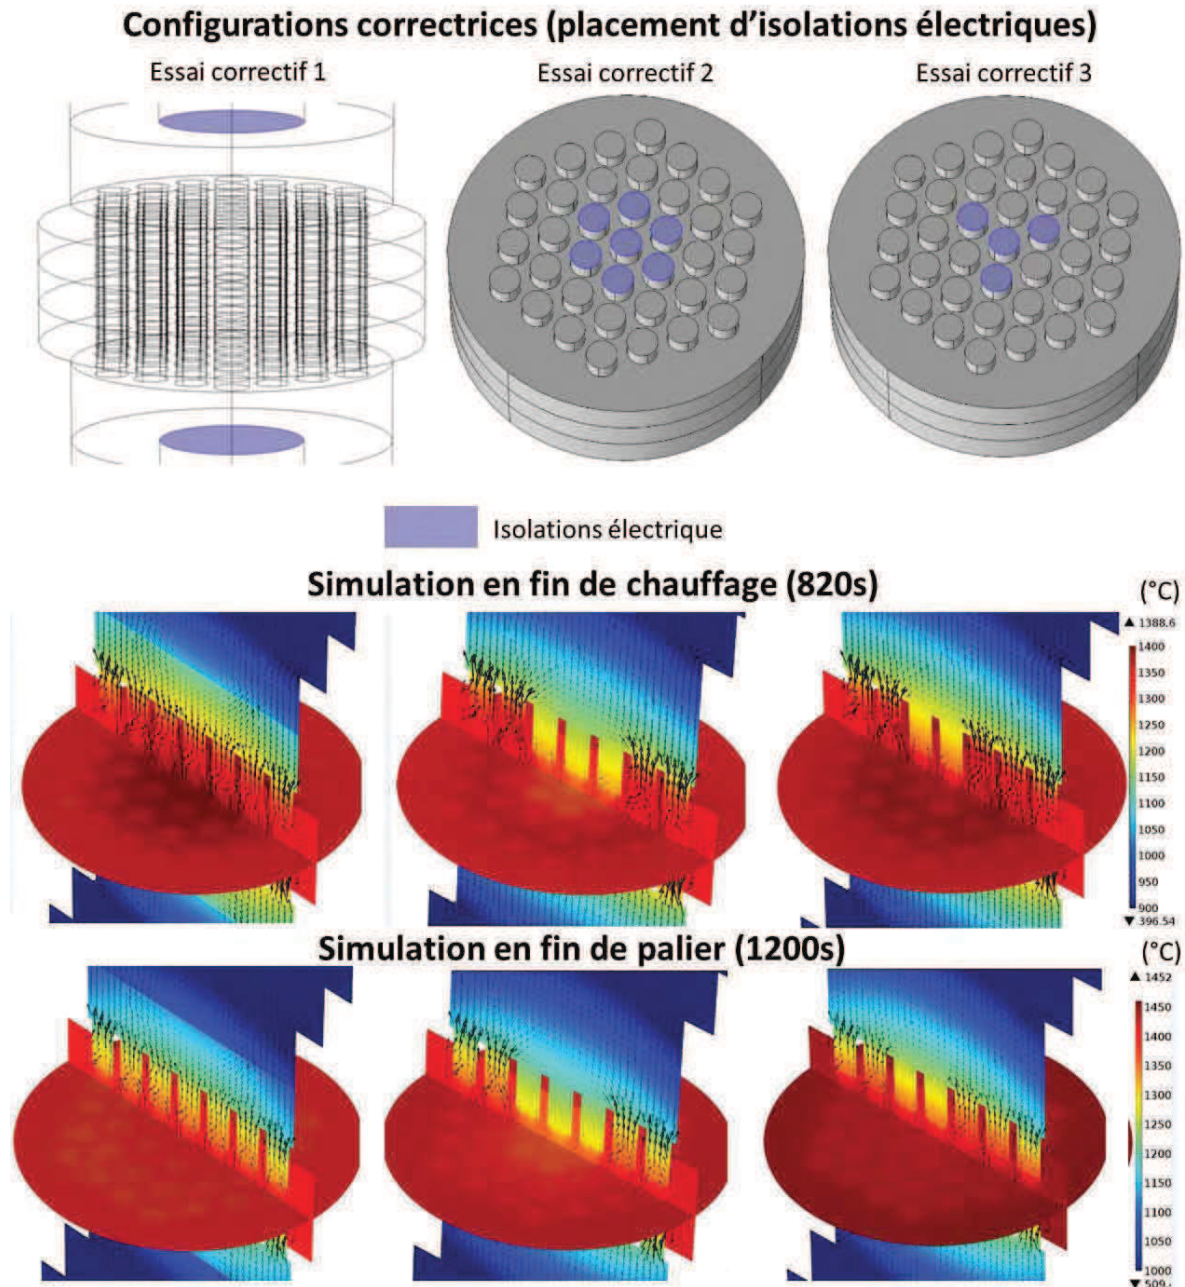 Configurations correctrices (placement d'isolations électriques)
Essai correctif 1
Essai correctif 2
Essai correctif 3
Isolations électrique
Simulation en fin de chauffage (820s)
(°C)
▲ 1388.6
1400
1350
1300
1250
1200
1150
1100
1050
1000
950
900
▼ 396.54
Simulation en fin de palier (1200s)
(°C)
▲ 1452
1450
1400
1350
1300
1250
1200
1150
1100
1050
1000